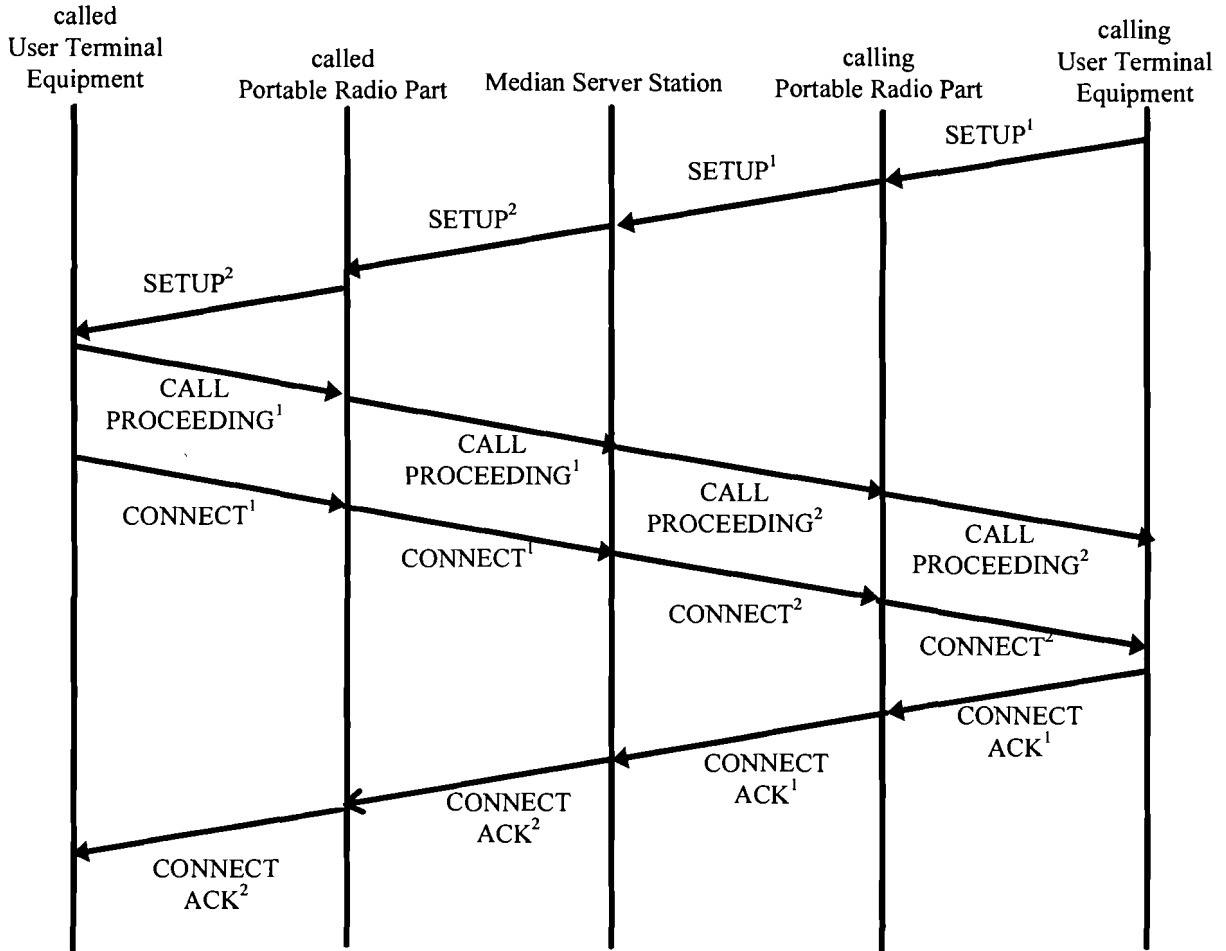 called
User Terminal
Equipment
called
Portable Radio Part
Median Server Station
calling
Portable Radio Part
calling
User Terminal
Equipment
SETUP¹
SETUP¹
SETUP²
SETUP²
CALL
PROCEEDING¹
CALL
PROCEEDING¹
CALL
PROCEEDING²
CALL
PROCEEDING²
CONNECT¹
CONNECT¹
CONNECT²
CONNECT²
CONNECT
ACK¹
CONNECT
ACK¹
CONNECT
ACK²
CONNECT
ACK²